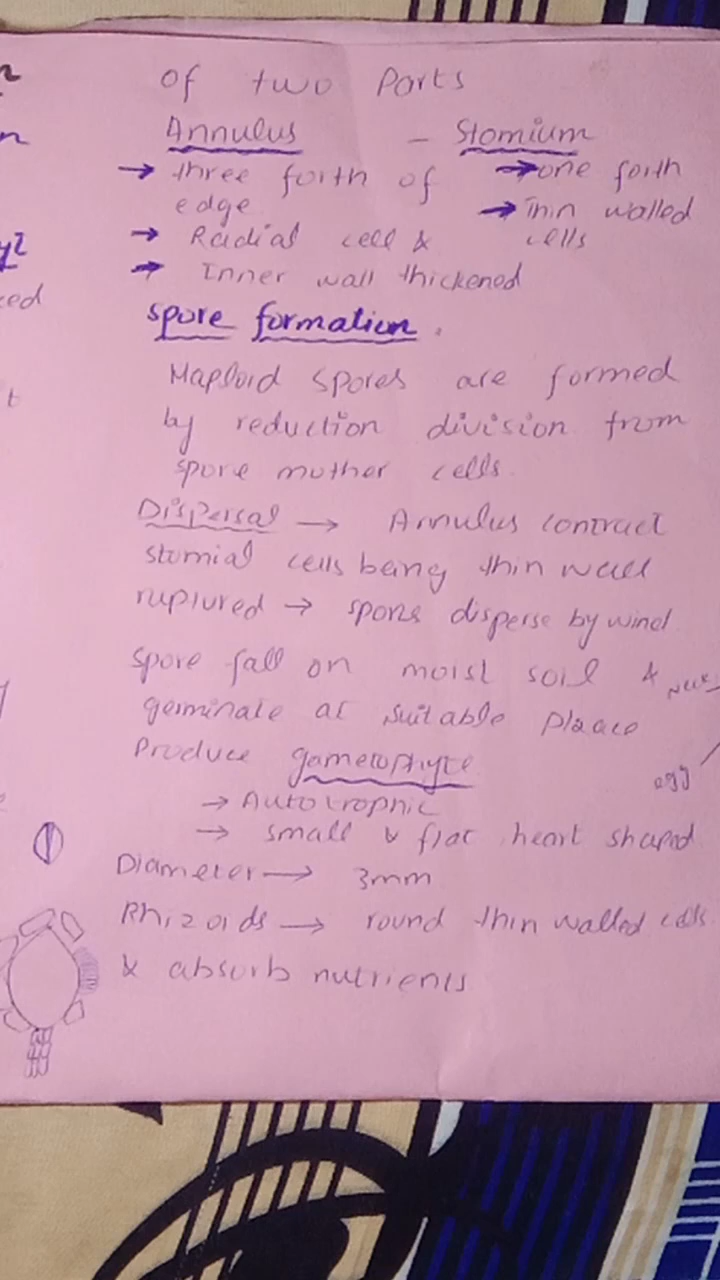 of two Parts
Annulus - Stomium
→ three forth of → one forth
edge → Thin walled
→ Radial cell & cells
→ Inner wall thickened
spore formation.
Haploid spores are formed
by reduction division from
spore mother cells.
Dispersal → Annulus contract
stomial cells being thin wall
ruptured → spores disperse by wind
spore fall on moist soil &
germinate at suitable plaace
Produce gametophyte
egg
→ Autotrophic
→ small & flat heart shaped
Diameter → 3mm
Rhizoids → round thin walled cells
& absorb nutrients